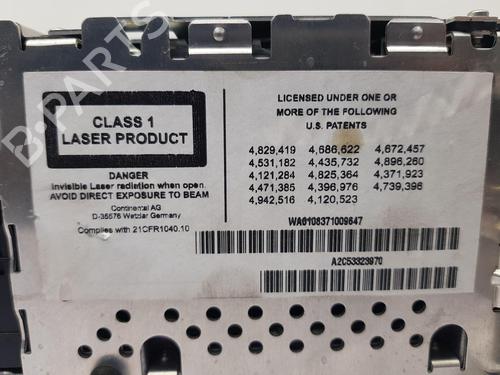 CLASS 1
LASER PRODUCT
DANGER
Invisible Laser radiation when open.
AVOID DIRECT EXPOSURE TO BEAM
Continental AG
D-35576 Wetzlar Germany
Complies with 21CFR1040.10
LICENSED UNDER ONE OR
MORE OF THE FOLLOWING
U.S. PATENTS
4,829,419 4,686,622 4,672,457
4,531,182 4,435,732 4,896,260
4,121,284 4,825,364 4,371,923
4,471,385 4,396,976 4,739,396
4,942,516 4,120,523
WA0108371009647
A2C53323970
B-PARTS